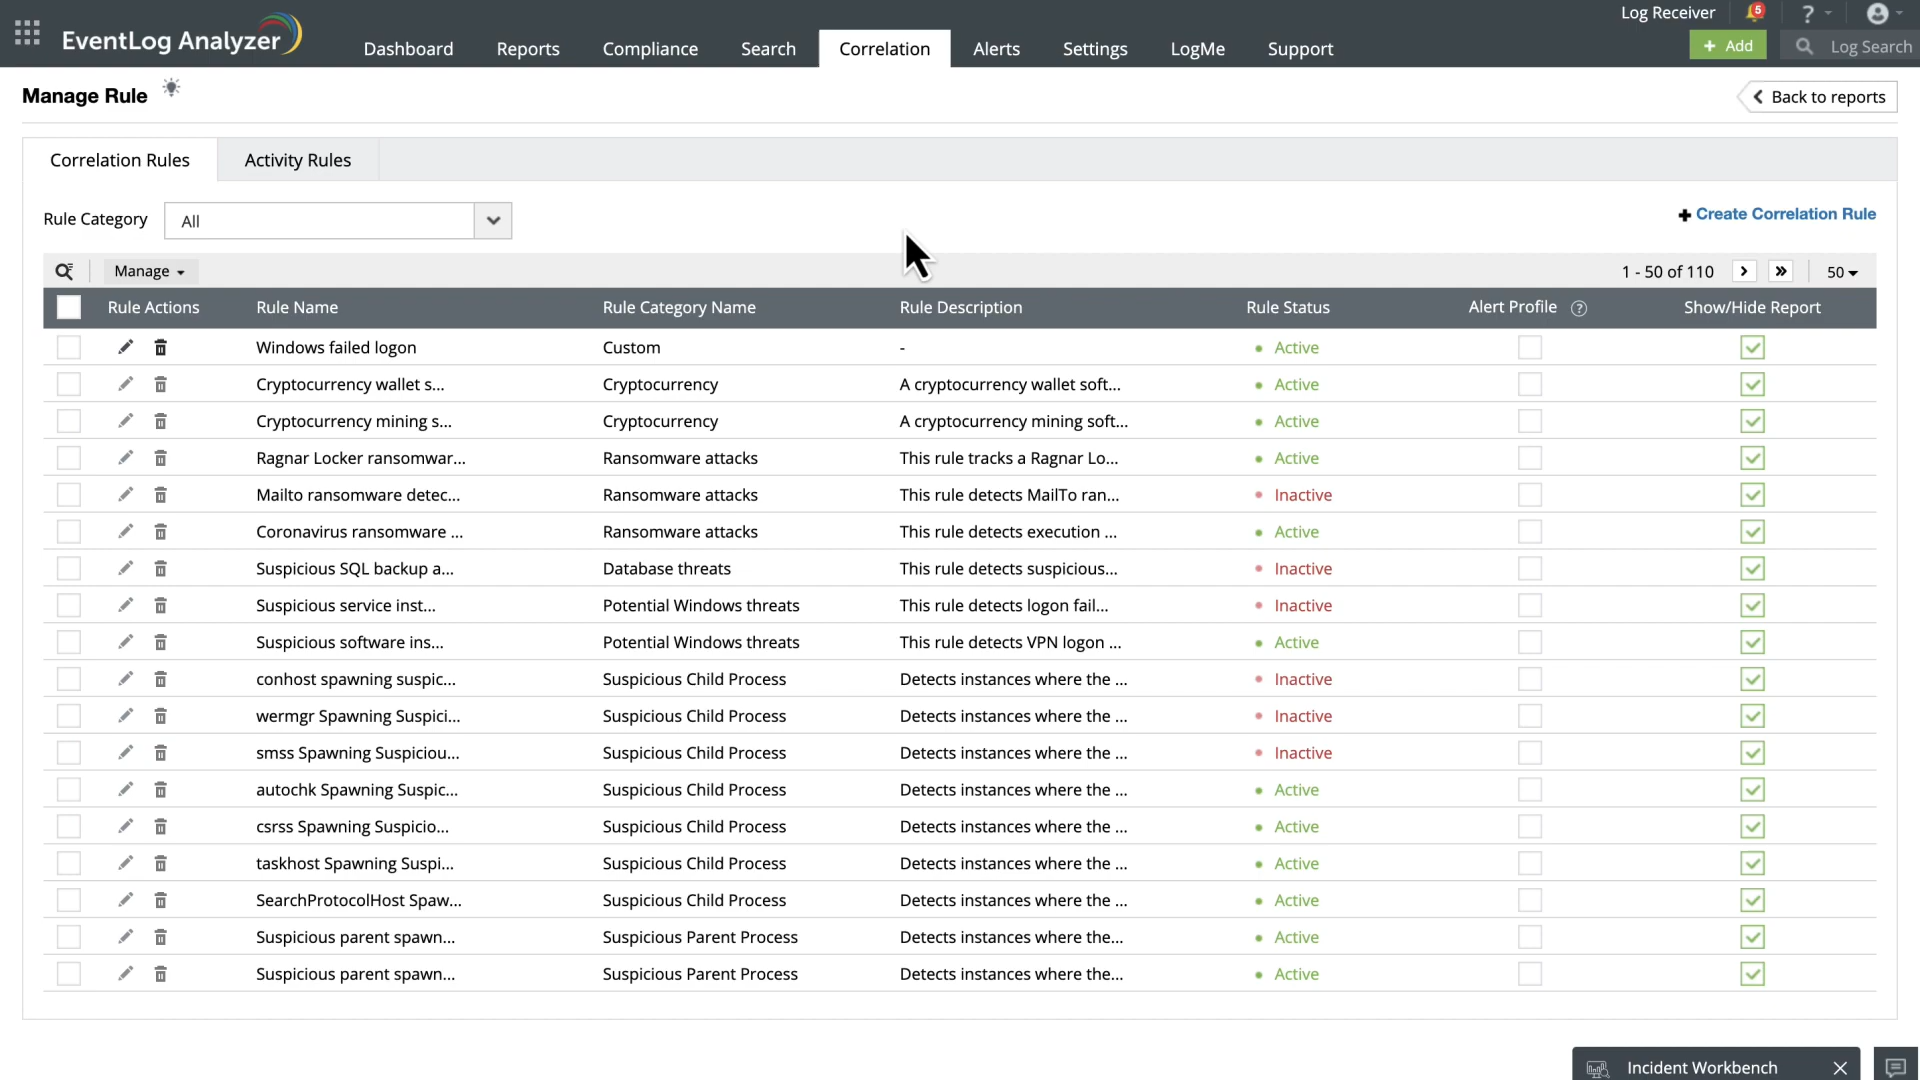 Log Receiver 5 ?
EventLog Analyzer Dashboard Reports Compliance Search Correlation Alerts Settings LogMe Support + Add Log Search
Manage Rule Back to reports
Correlation Rules Activity Rules
Rule Category All Create Correlation Rule
Manage 1 - 50 of 110 50
Rule Actions Rule Name Rule Category Name Rule Description Rule Status Alert Profile ? Show/Hide Report
Windows failed logon Custom - Active
Cryptocurrency wallet s... Cryptocurrency A cryptocurrency wallet soft... Active
Cryptocurrency mining s... Cryptocurrency A cryptocurrency mining soft... Active
Ragnar Locker ransomwar... Ransomware attacks This rule tracks a Ragnar Lo... Active
Mailto ransomware detec... Ransomware attacks This rule detects MailTo ran... Inactive
Coronavirus ransomware ... Ransomware attacks This rule detects execution ... Active
Suspicious SQL backup a... Database threats This rule detects suspicious... Inactive
Suspicious service inst... Potential Windows threats This rule detects logon fail... Inactive
Suspicious software ins... Potential Windows threats This rule detects VPN logon ... Active
conhost spawning suspic... Suspicious Child Process Detects instances where the ... Inactive
wermgr Spawning Suspici... Suspicious Child Process Detects instances where the ... Inactive
smss Spawning Suspiciou... Suspicious Child Process Detects instances where the ... Inactive
autochk Spawning Suspic... Suspicious Child Process Detects instances where the ... Active
csrss Spawning Suspicio... Suspicious Child Process Detects instances where the ... Active
taskhost Spawning Suspi... Suspicious Child Process Detects instances where the ... Active
SearchProtocolHost Spaw... Suspicious Child Process Detects instances where the ... Active
Suspicious parent spawn... Suspicious Parent Process Detects instances where the... Active
Suspicious parent spawn... Suspicious Parent Process Detects instances where the... Active
Incident Workbench